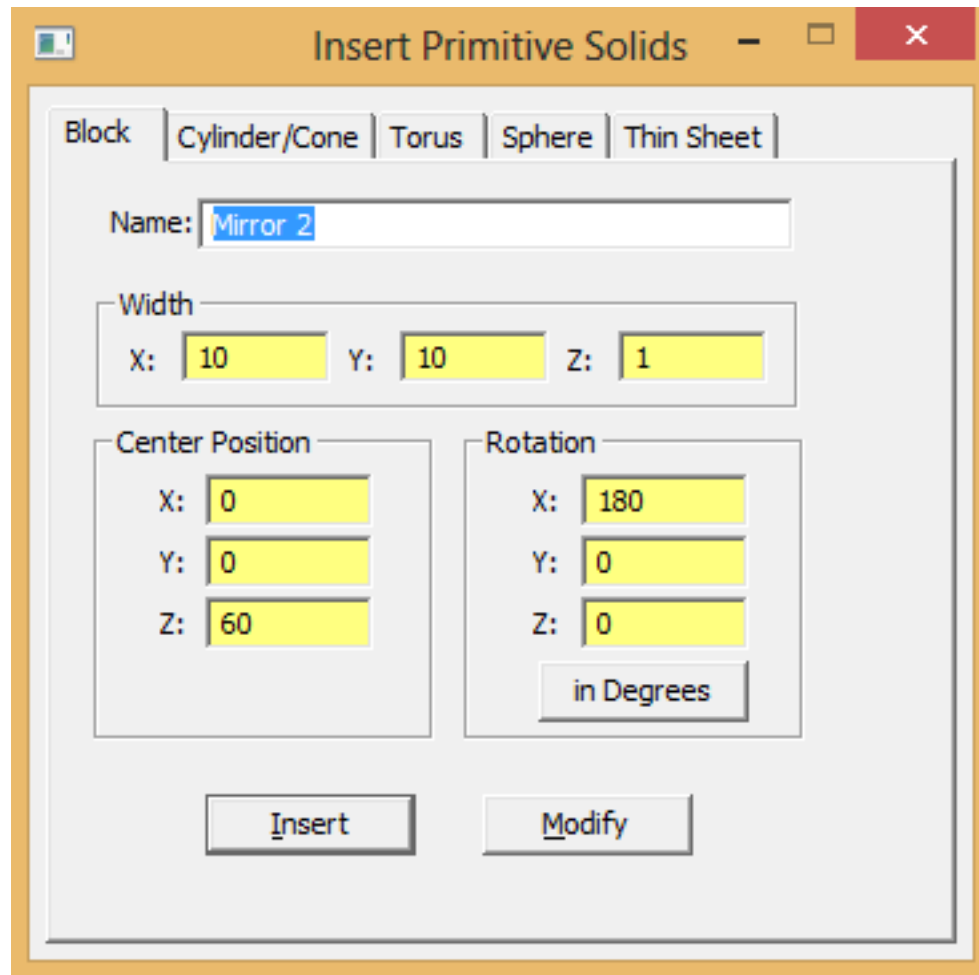 Insert Primitive Solids
Block Cylinder/Cone Torus Sphere Thin Sheet
Name: Mirror 2
Width
X: 10 Y: 10 Z: 1
Center Position
X: 0
Y: 0
Z: 60
Rotation
X: 180
Y: 0
Z: 0
in Degrees
Insert Modify